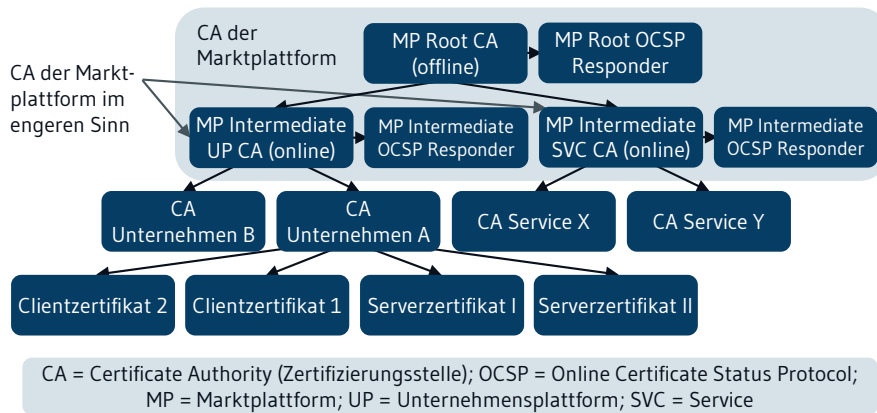 CA der
Marktplattform
MP Root CA
(offline)
MP Root OCSP
Responder
CA der Markt-
plattform im
engeren Sinn
MP Intermediate
UP CA (online)
MP Intermediate
OCSP Responder
MP Intermediate
SVC CA (online)
MP Intermediate
OCSP Responder
CA
Unternehmen B
CA
Unternehmen A
CA Service X
CA Service Y
Clientzertifikat 2
Clientzertifikat 1
Serverzertifikat I
Serverzertifikat II
CA = Certificate Authority (Zertifizierungsstelle); OCSP = Online Certificate Status Protocol;
MP = Marktplattform; UP = Unternehmensplattform; SVC = Service